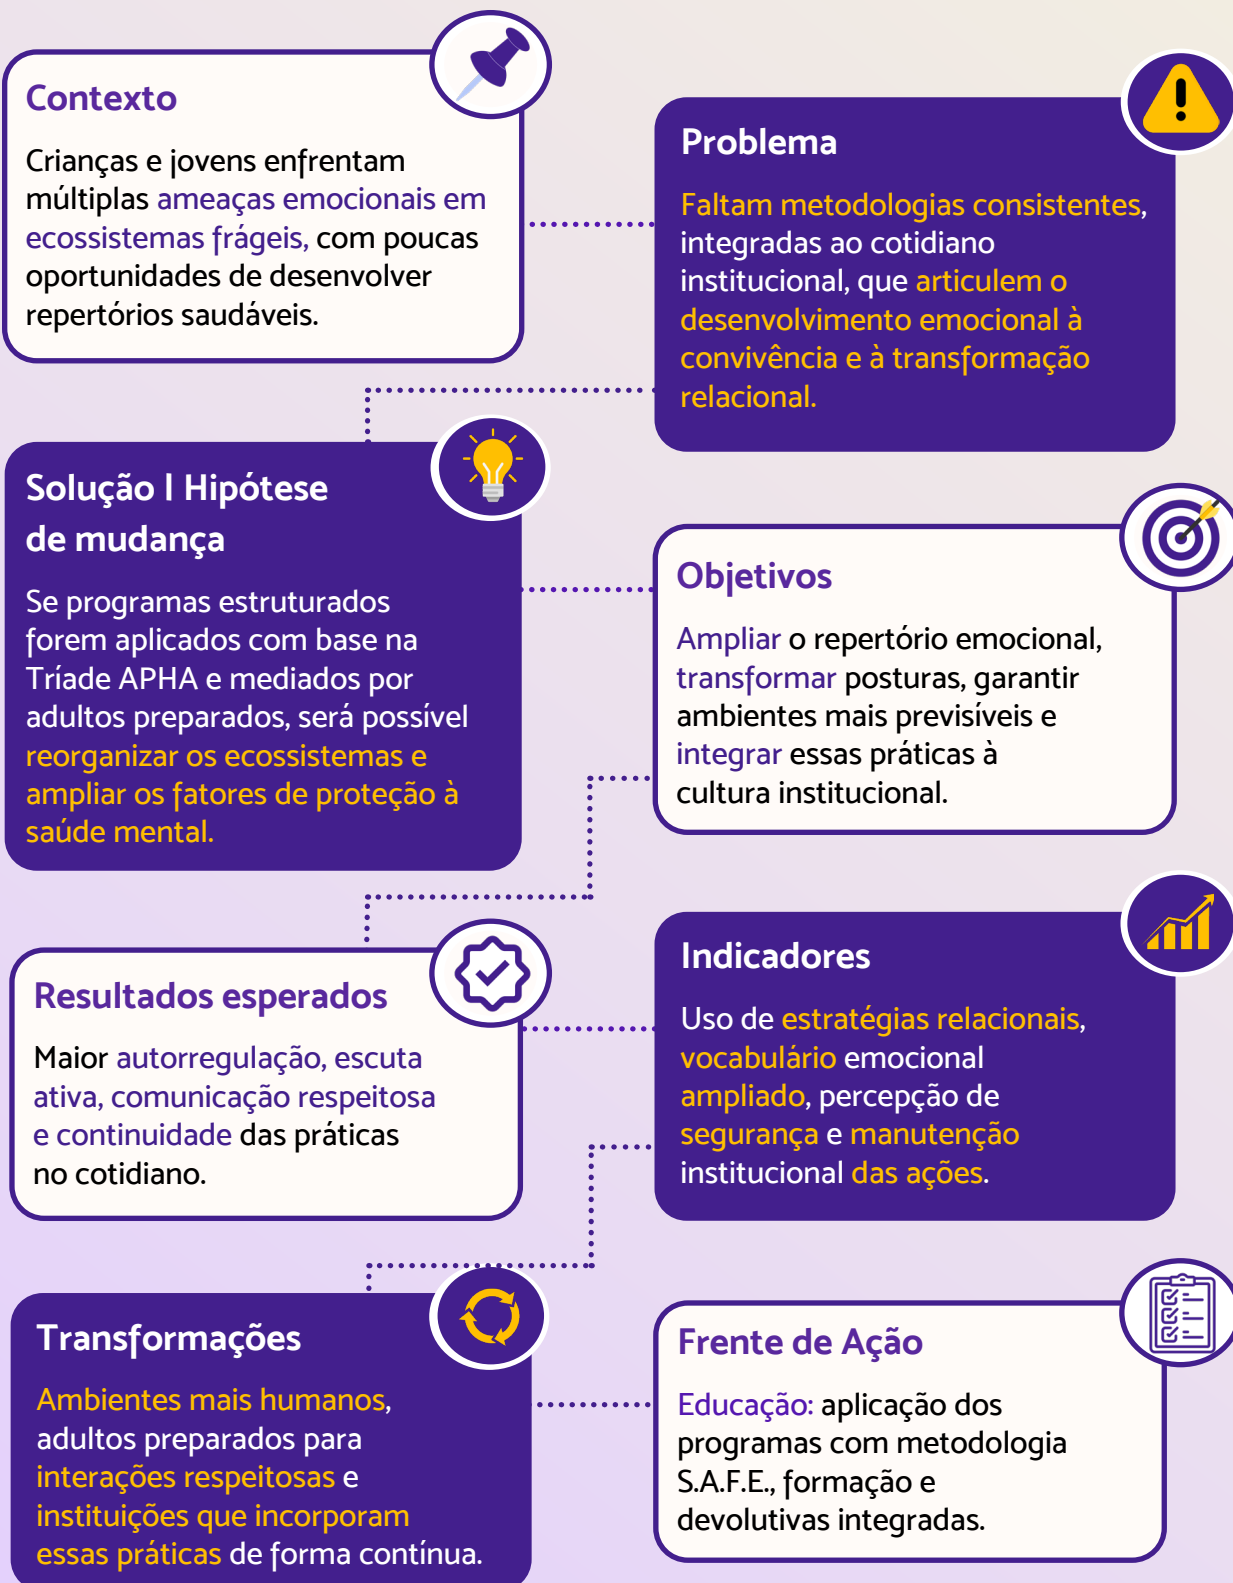 Contexto
Crianças e jovens enfrentam
múltiplas ameaças emocionais em
ecossistemas frágeis, com poucas
oportunidades de desenvolver
repertórios saudáveis.
Problema
Faltam metodologias consistentes,
integradas ao cotidiano
institucional, que articulem o
desenvolvimento emocional à
convivência e à transformação
relacional.
Solução | Hipótese
de mudança
Se programas estruturados
forem aplicados com base na
Tríade APHA e mediados por
adultos preparados, será possível
reorganizar os ecossistemas e
ampliar os fatores de proteção à
saúde mental.
Objetivos
Ampliar o repertório emocional,
transformar posturas, garantir
ambientes mais previsíveis e
integrar essas práticas à
cultura institucional.
Resultados esperados
Maior autorregulação, escuta
ativa, comunicação respeitosa
e continuidade das práticas
no cotidiano.
Indicadores
Uso de estratégias relacionais,
vocabulário emocional
ampliado, percepção de
segurança e manutenção
institucional das ações.
Transformações
Ambientes mais humanos,
adultos preparados para
interações respeitosas e
instituições que incorporam
essas práticas de forma contínua.
Frente de Ação
Educação: aplicação dos
programas com metodologia
S.A.F.E., formação e
devolutivas integradas.